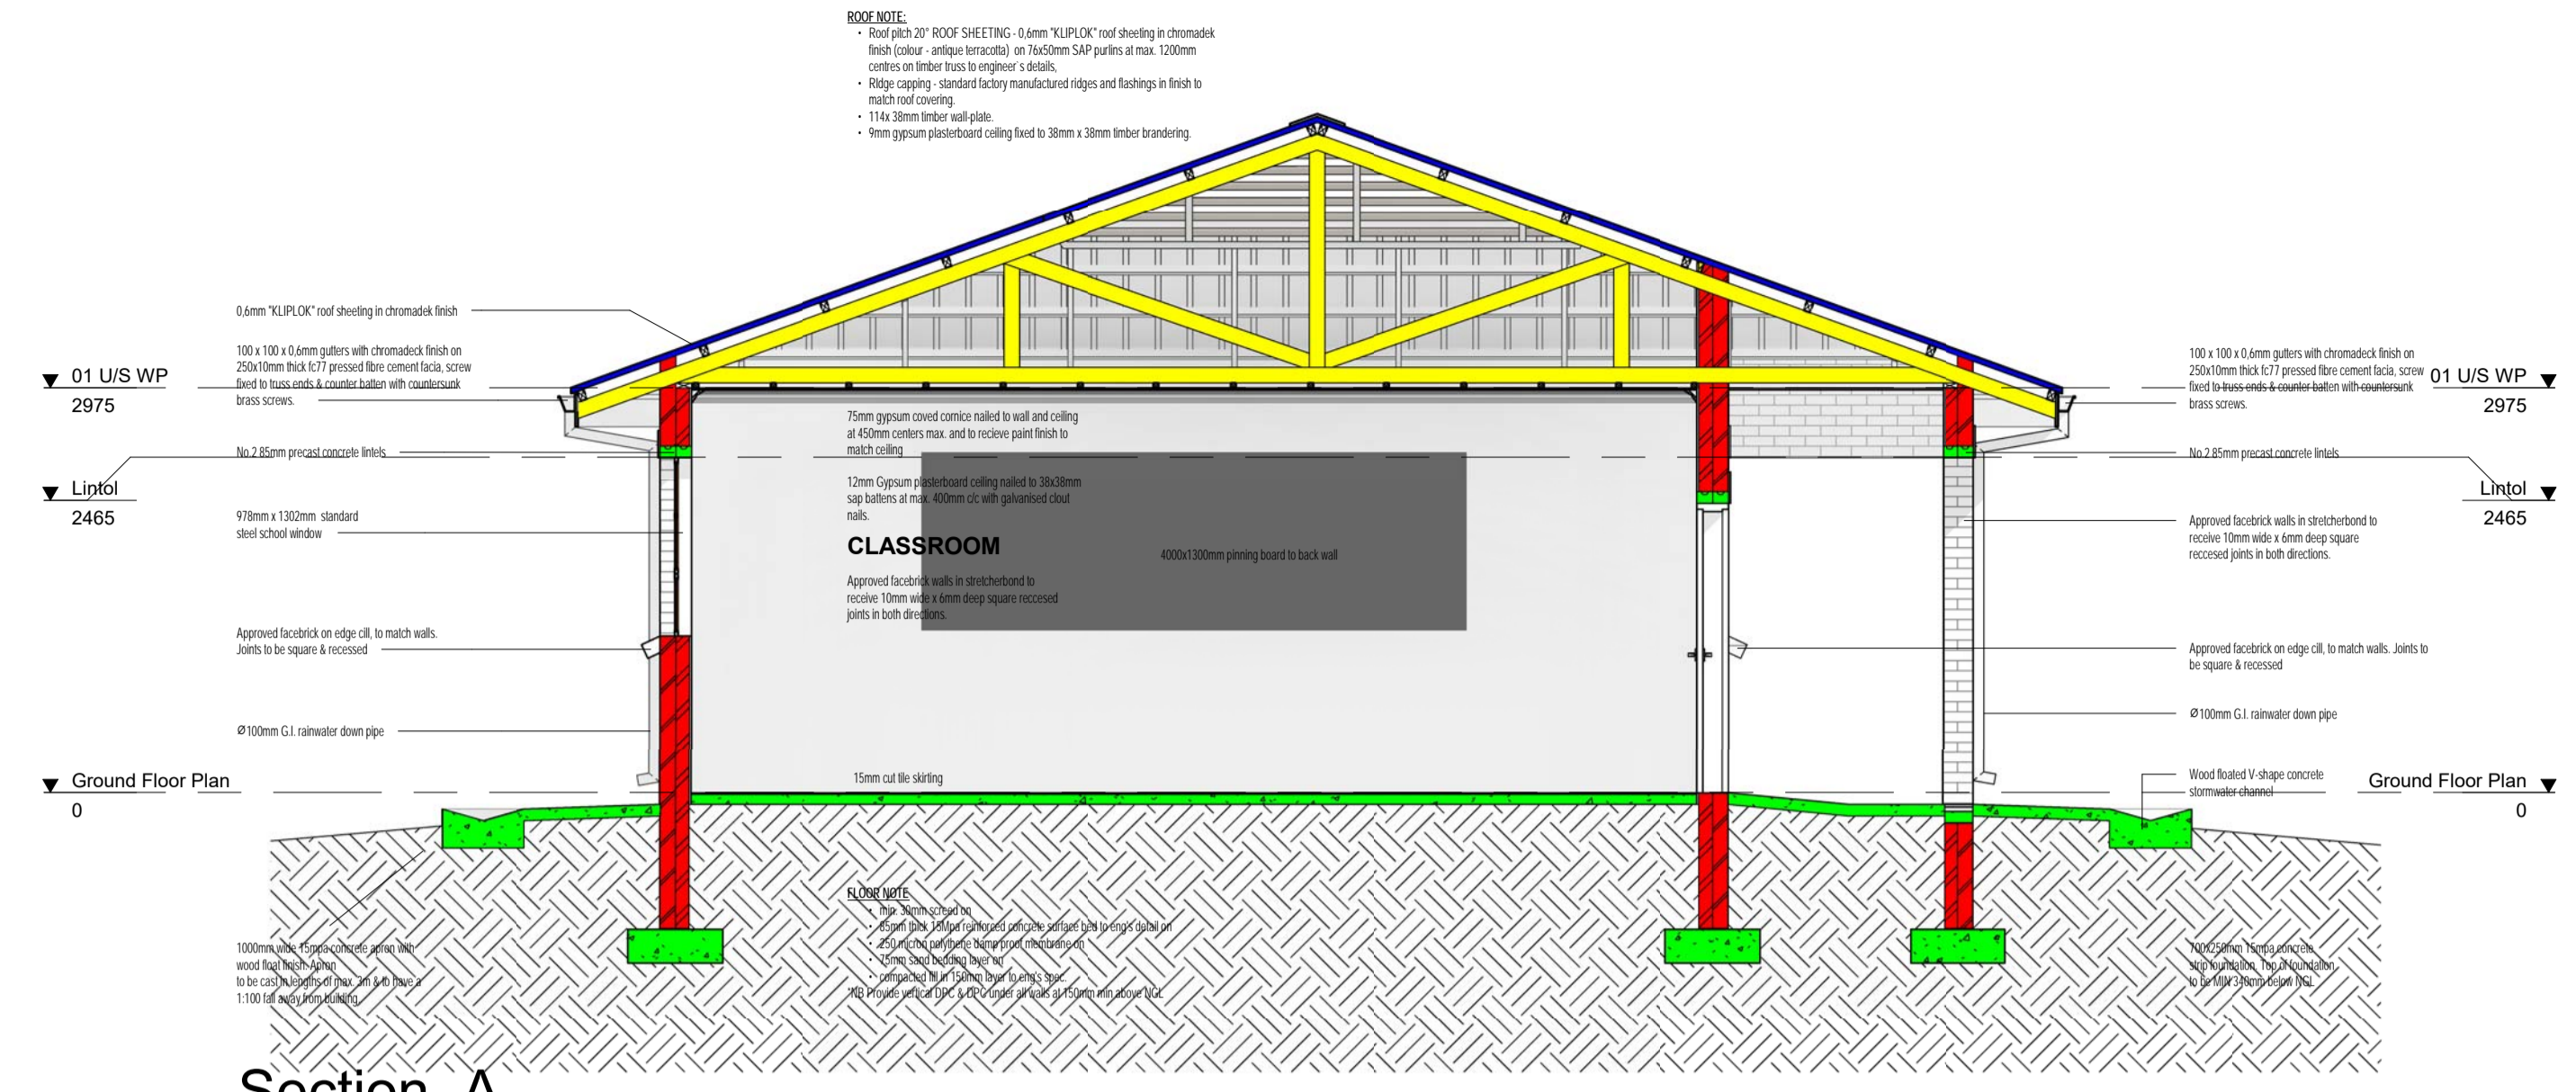 ROOF NOTE:
• Roof pitch 20° ROOF SHEETING - 0,6mm "KLIPLOK" roof sheeting in chromadek
finish (colour - antique terracotta) on 76x50mm SAP purlins at max. 1200mm
centres on timber truss to engineer`s details,
• RIdge capping - standard factory manufactured ridges and flashings in finish to
match roof covering.
• 114x 38mm timber wall-plate.
• 9mm gypsum plasterboard ceiling fixed to 38mm x 38mm timber brandering.
0,6mm "KLIPLOK" roof sheeting in chromadek finish
100 x 100 x 0,6mm gutters with chromadeck finish on
250x10mm thick fc77 pressed fibre cement facia, screw
fixed to truss ends & counter batten with countersunk
brass screws.
01 U/S WP
2975
No.2 85mm precast concrete lintels
Lintol
2465
978mm x 1302mm standard
steel school window
Approved facebrick on edge cill, to match walls.
Joints to be square & recessed
Ø100mm G.I. rainwater down pipe
Ground Floor Plan
0
1000mm wide 15mpa concrete apron with
wood float finish. Apron
to be cast in lengths of max. 3m & to have a
1:100 fall away from building.
75mm gypsum coved cornice nailed to wall and ceiling
at 450mm centers max. and to recieve paint finish to
match ceiling
12mm Gypsum plasterboard ceiling nailed to 38x38mm
sap battens at max. 400mm c/c with galvanised clout
nails.
CLASSROOM
4000x1300mm pinning board to back wall
Approved facebrick walls in stretcherbond to
receive 10mm wide x 6mm deep square reccesed
joints in both directions.
15mm cut tile skirting
FLOOR NOTE
• min. 30mm screed on
• 85mm thick 15Mpa reinforced concrete surface bed to eng's detail on
• 250 micron polythene damp proof membrane on
• 75mm sand bedding layer on
• compacted fill in 150mm layer to eng's spec.
*NB Provide vertical DPC & DPC under all walls at 150mm min above NGL
100 x 100 x 0,6mm gutters with chromadeck finish on
250x10mm thick fc77 pressed fibre cement facia, screw
fixed to truss ends & counter batten with countersunk
brass screws.
01 U/S WP
2975
No.2 85mm precast concrete lintels
Lintol
2465
Approved facebrick walls in stretcherbond to
receive 10mm wide x 6mm deep square
reccesed joints in both directions.
Approved facebrick on edge cill, to match walls. Joints to
be square & recessed
Ø100mm G.I. rainwater down pipe
Wood floated V-shape concrete
stormwater channel
Ground Floor Plan
0
700x250mm 15mpa concrete
strip foundation. Top of foundation
to be MIN 340mm below NGL
Section A